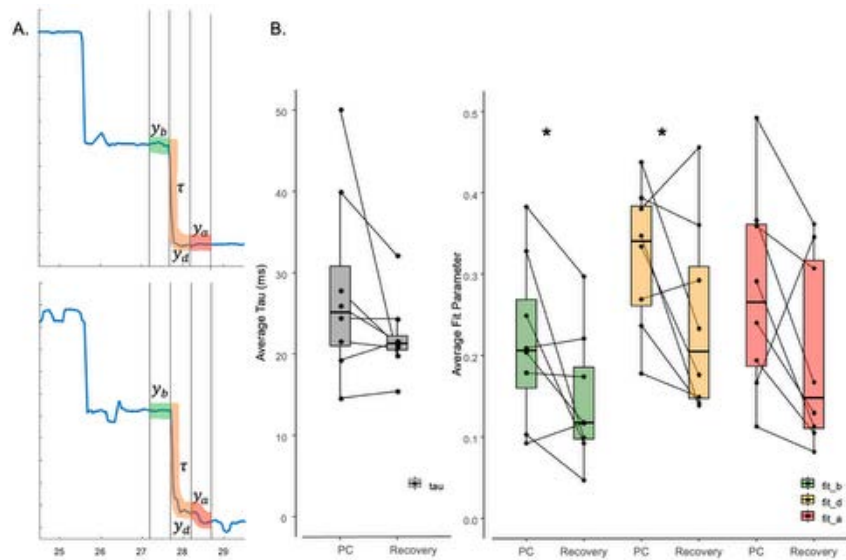 A.
B.
y_b
τ
y_a
y_d
y_b
τ
y_a
y_d
25 26 27 28 29
Average Tau (ms)
50
40
30
20
10
0
PC Recovery
tau
*
*
Average Fit Parameter
0.5
0.4
0.3
0.2
0.1
0.0
PC Recovery PC Recovery PC Recovery
fit_b
fit_d
fit_a